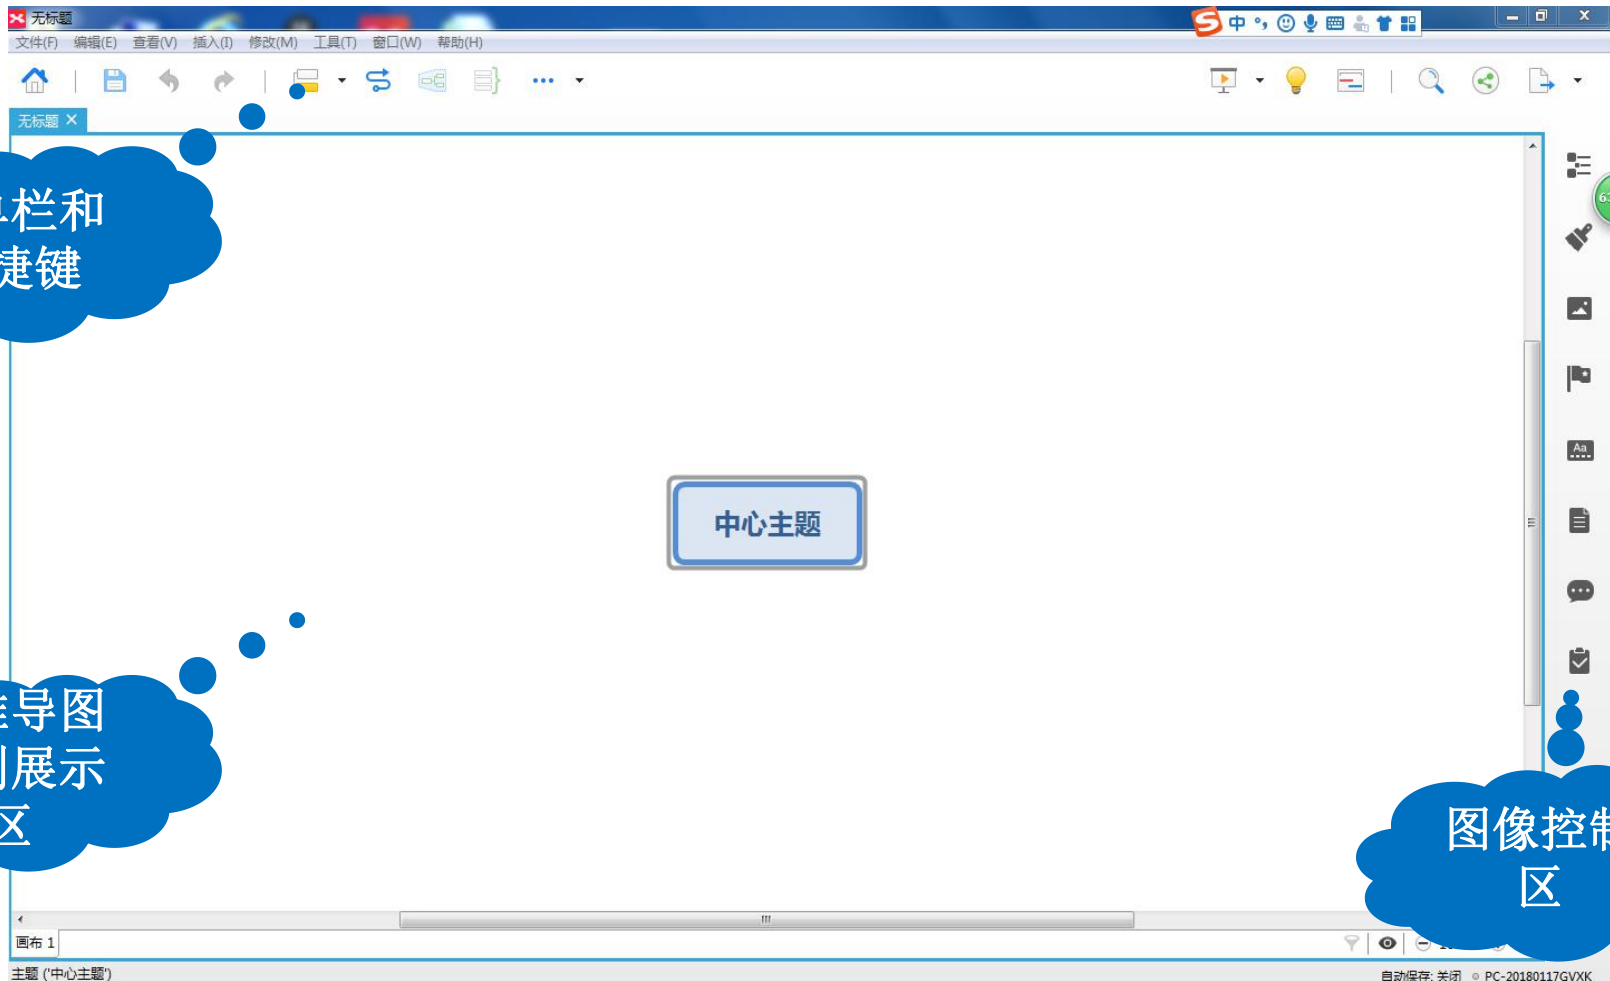 无标题
中
文件(F) 编辑(E) 查看(V) 插入(I) 修改(M) 工具(T) 窗口(W) 帮助(H)
无标题
栏和
捷键
Aa
中心主题
导图
展示
区
图像控制
区
画布 1
主题 ('中心主题')
自动保存: 关闭 PC-20180117GVXK